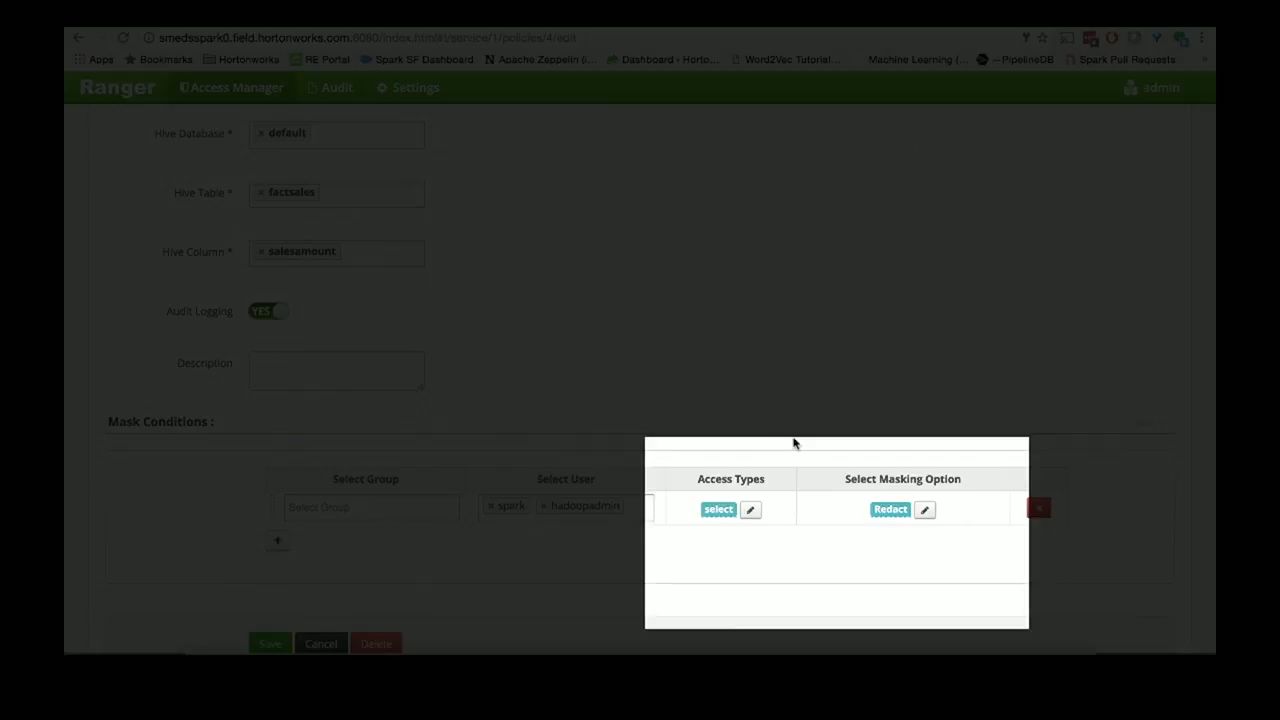 smedsspark0.field.hortonworks.com:6080/index.html#!/service/1/policies/4/edit
Apps Bookmarks Hortonworks RE Portal Spark SF Dashboard Apache Zeppelin (i... Dashboard - Horto... Word2Vec Tutorial... Machine Learning (... ~PipelineDB Spark Pull Requests »
Ranger Access Manager Audit Settings admin
Hive Database * × default
Hive Table * × factsales
Hive Column * × salesamount
Audit Logging YES
Description
Mask Conditions :
Select Group Select User Access Types Select Masking Option
Select Group × spark × hadoopadmin select Redact ×
+
Save Cancel Delete